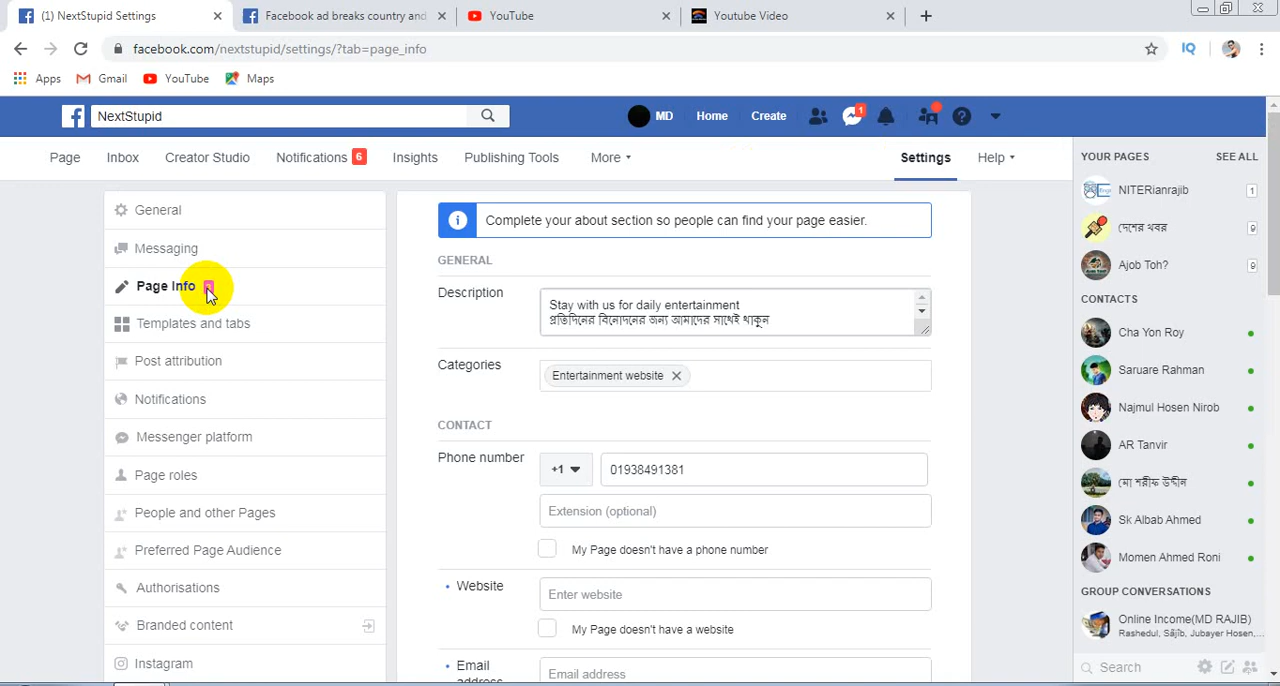 (1) NextStupid Settings
Facebook ad breaks country and
YouTube
Youtube Video
facebook.com/nextstupid/settings/?tab=page_info
IQ
Apps
Gmail
YouTube
Maps
NextStupid
MD
Home
Create
1
Page
Inbox
Creator Studio
Notifications 6
Insights
Publishing Tools
More
Settings
Help
General
Messaging
Page Info
Templates and tabs
Post attribution
Notifications
Messenger platform
Page roles
People and other Pages
Preferred Page Audience
Authorisations
Branded content
Instagram
Complete your about section so people can find your page easier.
GENERAL
Description
Stay with us for daily entertainment
প্রতিদিনের বিনোদনের জন্য আমাদের সাথেই থাকুন
Categories
Entertainment website
CONTACT
Phone number
+1
01938491381
Extension (optional)
My Page doesn't have a phone number
Website
Enter website
My Page doesn't have a website
Email
address
Email address
YOUR PAGES
SEE ALL
NITERianrajib
1
দেশের খবর
9
Ajob Toh?
9
CONTACTS
Cha Yon Roy
Saruare Rahman
Najmul Hosen Nirob
AR Tanvir
মো শরীফ উদ্দীন
Sk Albab Ahmed
Momen Ahmed Roni
GROUP CONVERSATIONS
Online Income(MD RAJIB)
Rashedul, Sãjîb, Jubayer Hosen,...
Search